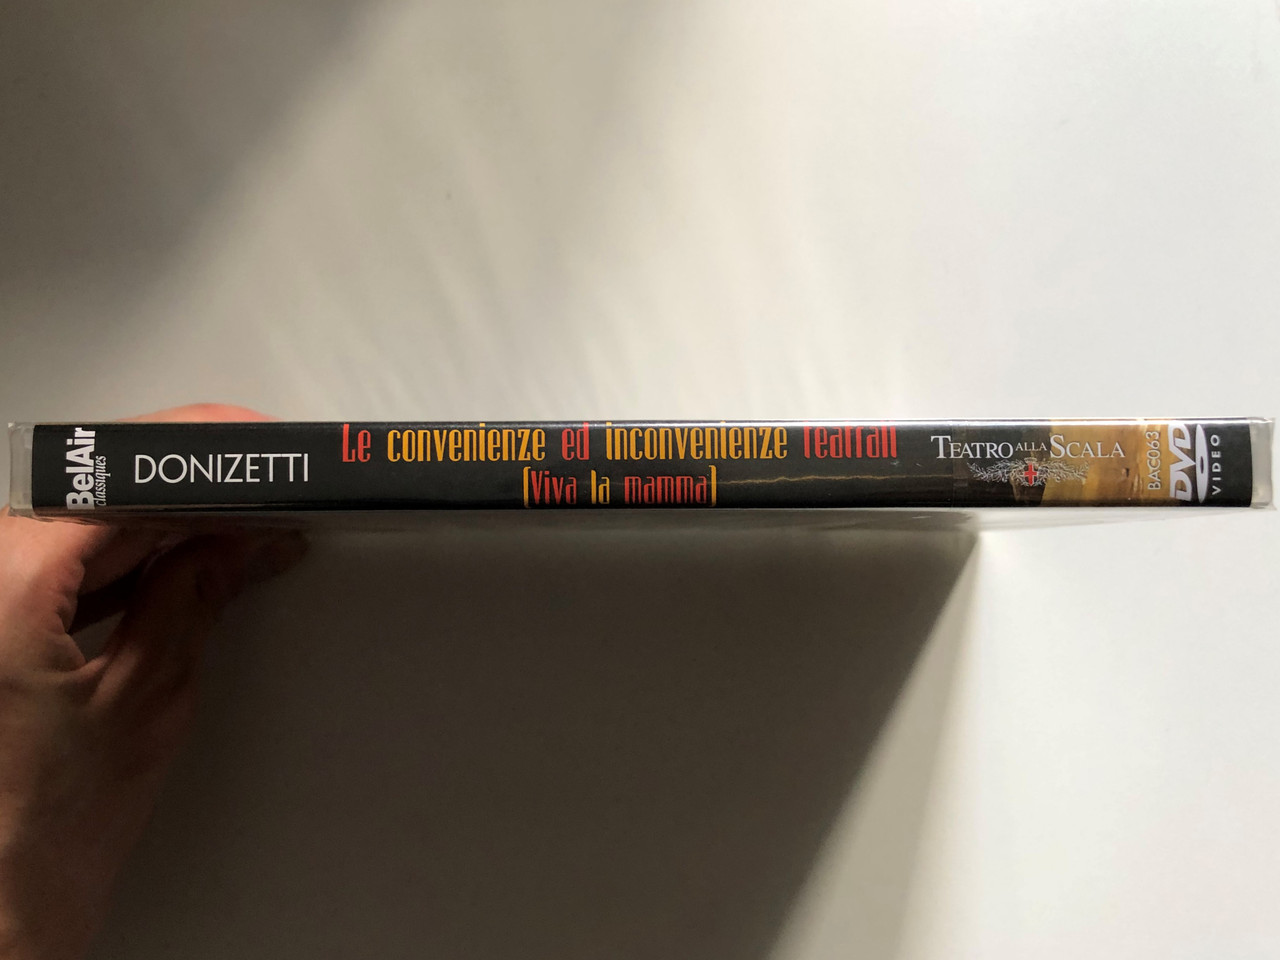 BelAir
classiques
DONIZETTI
Le convenienze ed inconvenienze teatrali
(Viva la mamma)
TEATRO ALLA SCALA
BAC063
DVD
VIDEO